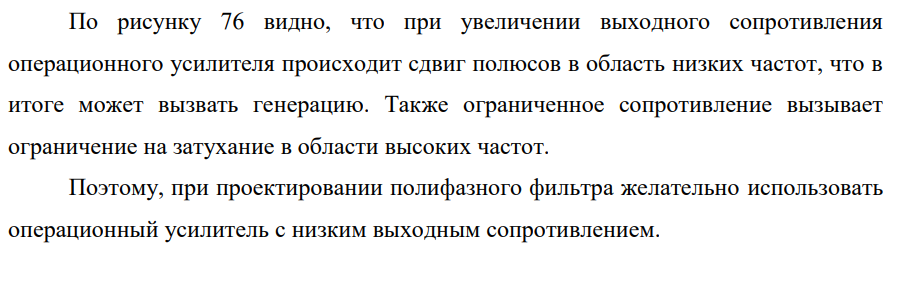 По рисунку 76 видно, что при увеличении выходного сопротивления
операционного усилителя происходит сдвиг полюсов в область низких частот, что в
итоге может вызвать генерацию. Также ограниченное сопротивление вызывает
ограничение на затухание в области высоких частот.
Поэтому, при проектировании полифазного фильтра желательно использовать
операционный усилитель с низким выходным сопротивлением.